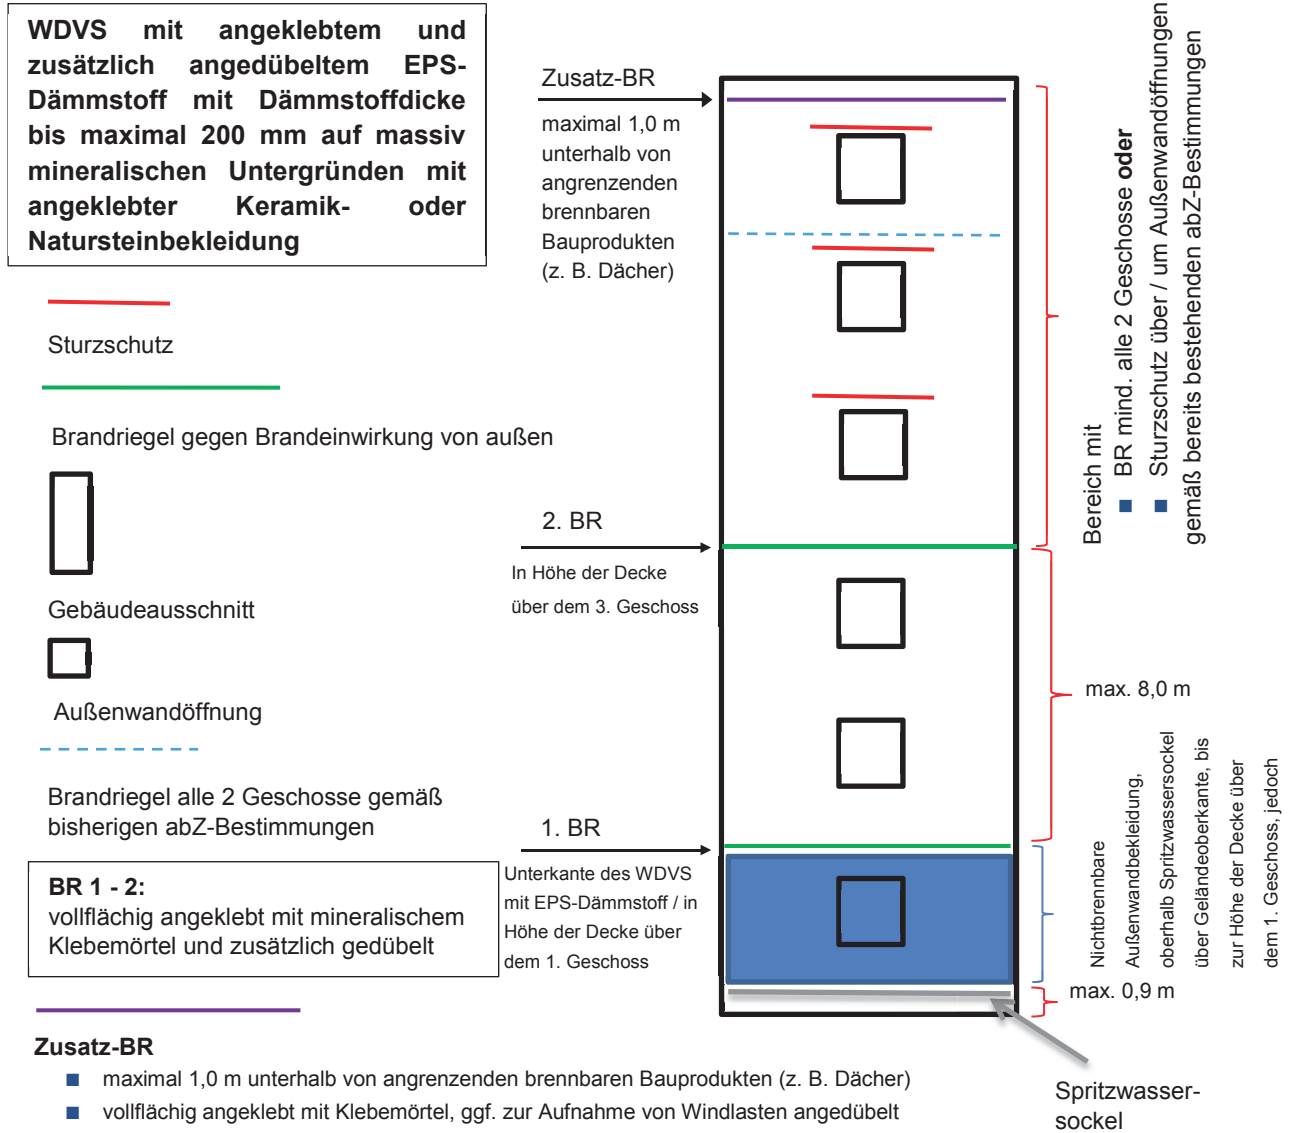 WDVS mit angeklebtem und
zusätzlich angedübeltem EPS-
Dämmstoff mit Dämmstoffdicke
bis maximal 200 mm auf massiv
mineralischen Untergründen mit
angeklebter Keramik- oder
Natursteinbekleidung
Sturzschutz
Brandriegel gegen Brandeinwirkung von außen
Gebäudeausschnitt
Außenwandöffnung
Brandriegel alle 2 Geschosse gemäß
bisherigen abZ-Bestimmungen
BR 1 - 2:
vollflächig angeklebt mit mineralischem
Klebemörtel und zusätzlich gedübelt
Zusatz-BR
■ maximal 1,0 m unterhalb von angrenzenden brennbaren Bauprodukten (z. B. Dächer)
■ vollflächig angeklebt mit Klebemörtel, ggf. zur Aufnahme von Windlasten angedübelt
Zusatz-BR
maximal 1,0 m
unterhalb von
angrenzenden
brennbaren
Bauprodukten
(z. B. Dächer)
2. BR
In Höhe der Decke
über dem 3. Geschoss
1. BR
Unterkante des WDVS
mit EPS-Dämmstoff / in
Höhe der Decke über
dem 1. Geschoss
Bereich mit
■ BR mind. alle 2 Geschosse oder
■ Sturzschutz über / um Außenwandöffnungen
gemäß bereits bestehenden abZ-Bestimmungen
max. 8,0 m
Nichtbrennbare
Außenwandbekleidung,
oberhalb Spritzwassersockel
über Geländeoberkante, bis
zur Höhe der Decke über
dem 1. Geschoss, jedoch
max. 0,9 m
Spritzwasser-
sockel